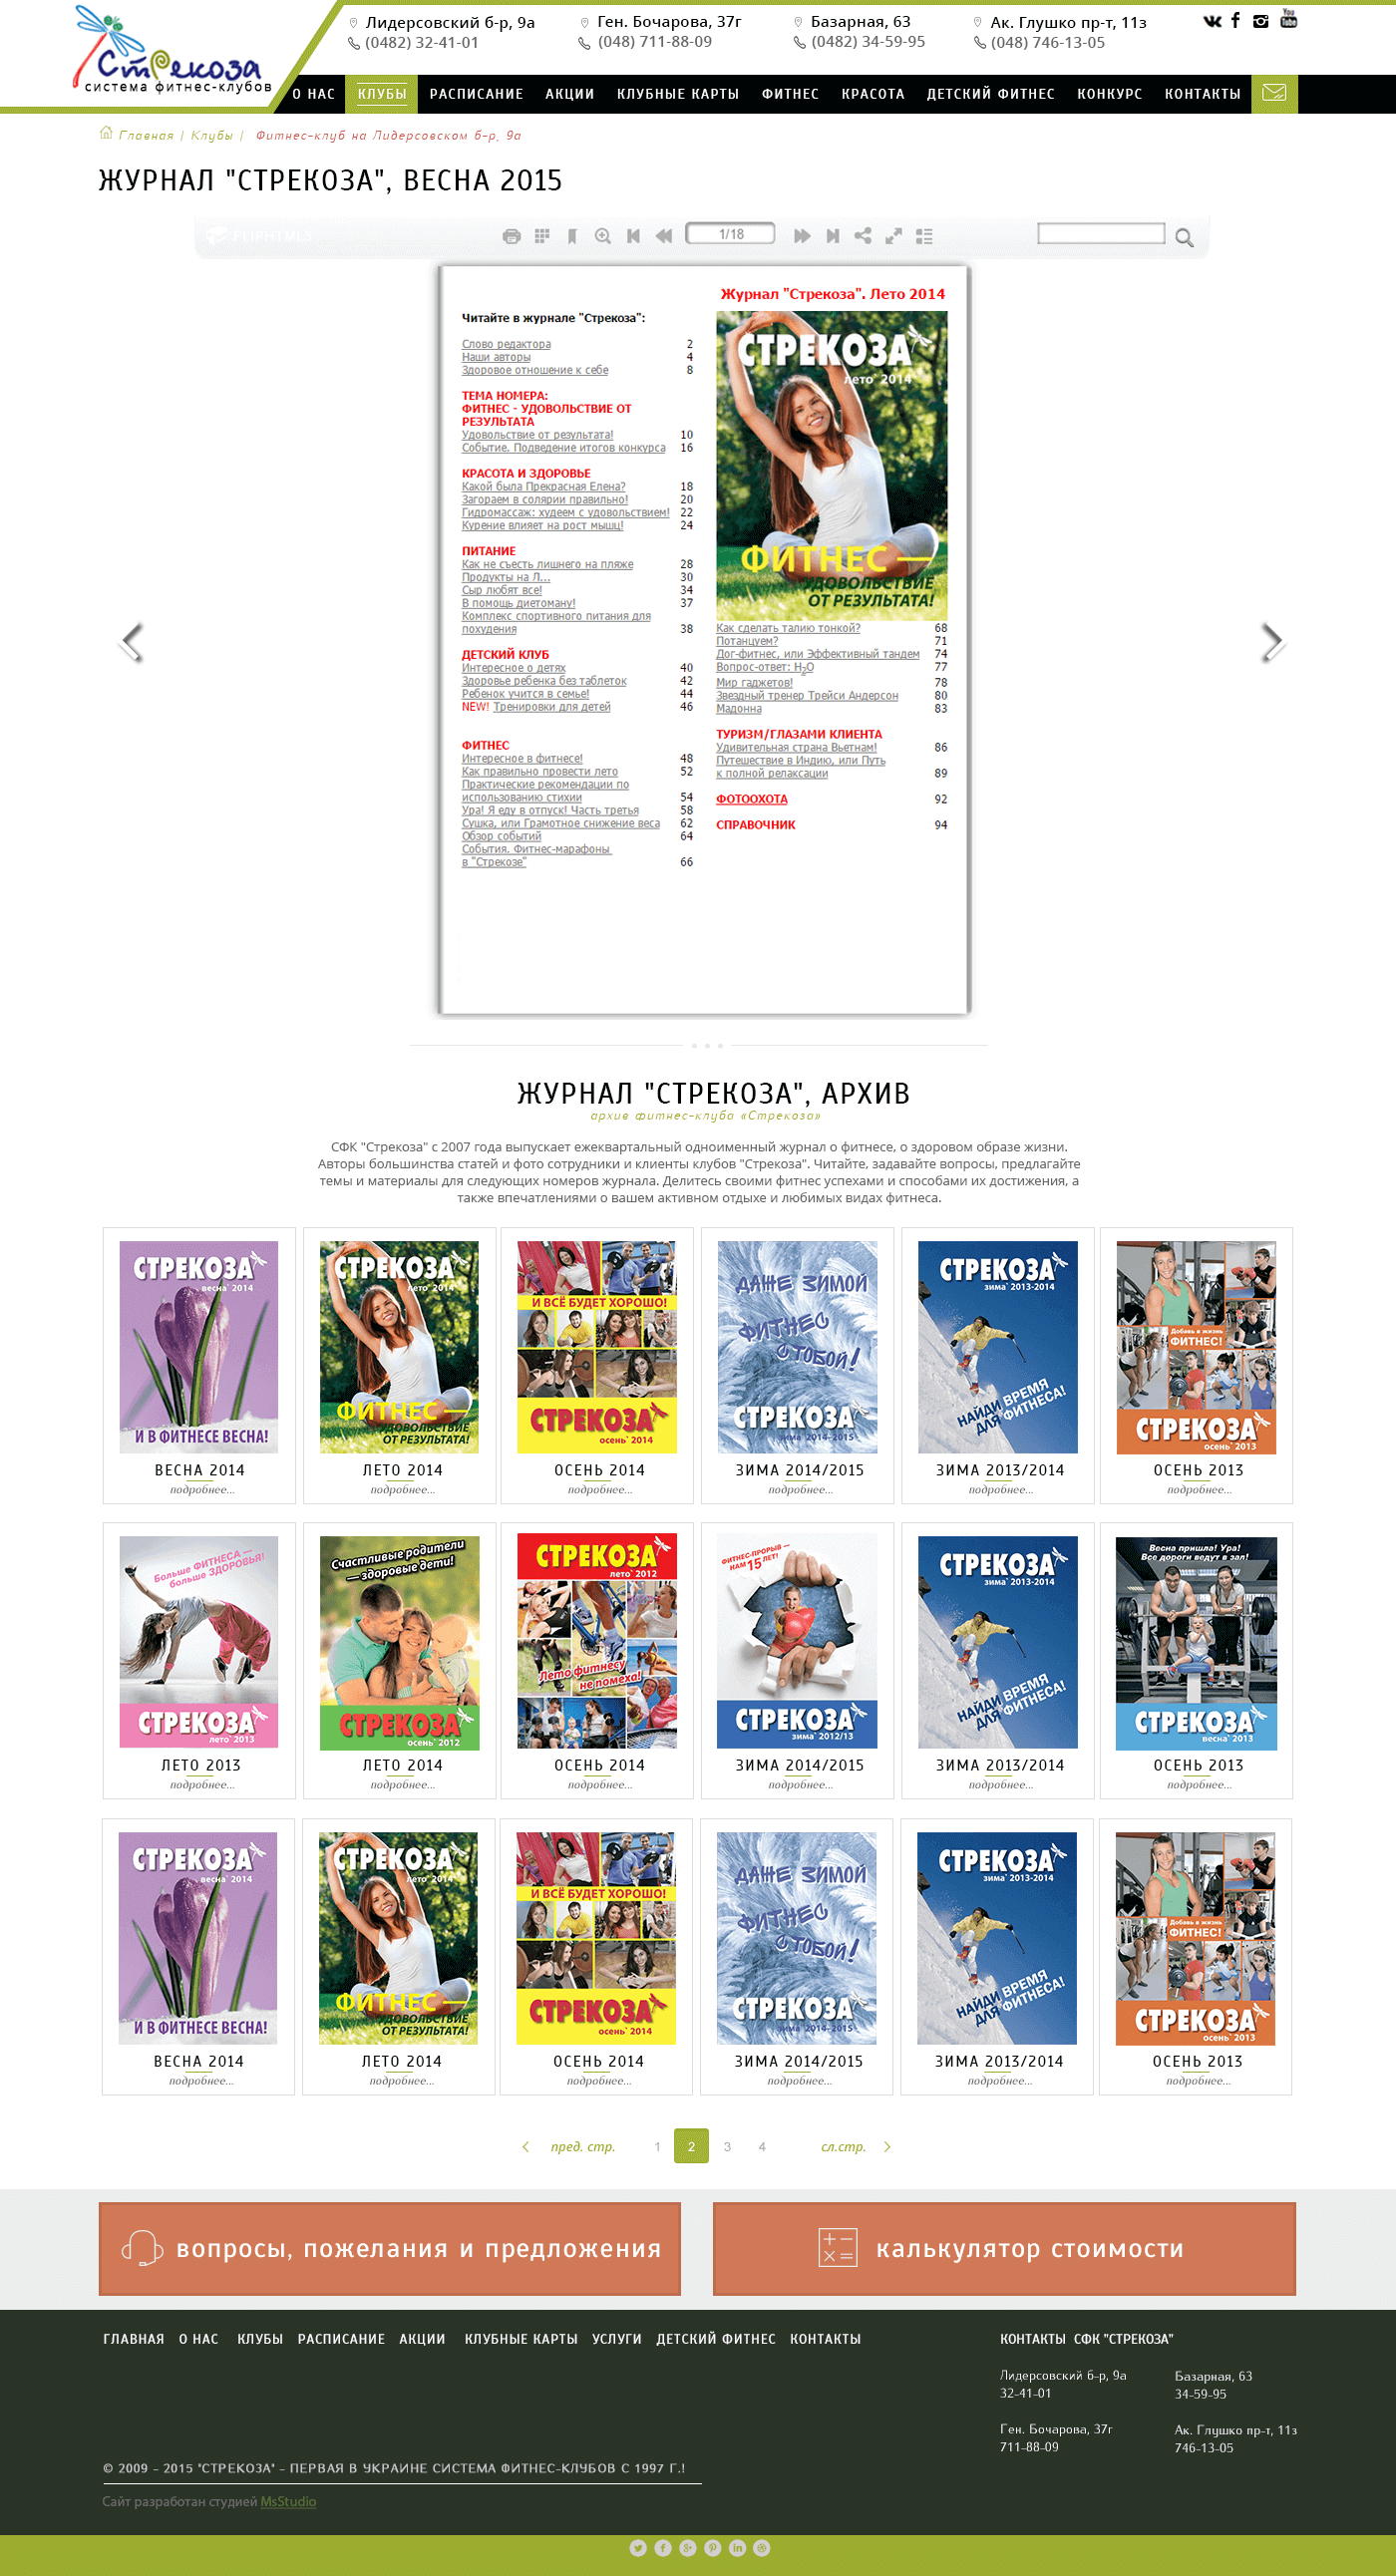 Стрекоза
система фитнес-клубов
Лидерсовский б-р, 9а
(0482) 32-41-01
Ген. Бочарова, 37г
(048) 711-88-09
Базарная, 63
(0482) 34-59-95
Ак. Глушко пр-т, 11з
(048) 746-13-05
You
О НАС КЛУБЫ РАСПИСАНИЕ АКЦИИ КЛУБНЫЕ КАРТЫ ФИТНЕС КРАСОТА ДЕТСКИЙ ФИТНЕС КОНКУРС КОНТАКТЫ
Главная | Клубы | Фитнес-клуб на Лидерсовском б-р, 9а
ЖУРНАЛ "СТРЕКОЗА", ВЕСНА 2015
FLIPHTML5
1/18
Читайте в журнале "Стрекоза":
Слово редактора 2
Наши авторы 4
Здоровое отношение к себе 8
ТЕМА НОМЕРА:
ФИТНЕС - УДОВОЛЬСТВИЕ ОТ
РЕЗУЛЬТАТА
Удовольствие от результата! 10
Событие. Подведение итогов конкурса 16
КРАСОТА И ЗДОРОВЬЕ
Какой была Прекрасная Елена? 18
Загораем в солярии правильно! 20
Гидромассаж: худеем с удовольствием! 22
Курение влияет на рост мышц! 24
ПИТАНИЕ
Как не съесть лишнего на пляже 28
Продукты на Л... 30
Сыр любят все! 34
В помощь диетоману! 37
Комплекс спортивного питания для
похудения 38
ДЕТСКИЙ КЛУБ
Интересное о детях 40
Здоровье ребенка без таблеток 42
Ребенок учится в семье! 44
NEW! Тренировки для детей 46
ФИТНЕС
Интересное в фитнесе! 48
Как правильно провести лето 52
Практические рекомендации по
использованию стихии 54
Ура! Я еду в отпуск! Часть третья 58
Сушка, или Грамотное снижение веса 62
Обзор событий 64
События. Фитнес-марафоны
в "Стрекозе" 66
Журнал "Стрекоза". Лето 2014
СТРЕКОЗА
лето 2014
ФИТНЕС —
УДОВОЛЬСТВИЕ
ОТ РЕЗУЛЬТАТА!
Как сделать талию тонкой? 68
Потанцуем? 71
Дог-фитнес, или Эффективный тандем 74
Вопрос-ответ: H2O 77
Мир гаджетов! 78
Звездный тренер Трейси Андерсон 80
Мадонна 83
ТУРИЗМ/ГЛАЗАМИ КЛИЕНТА
Удивительная страна Вьетнам! 86
Путешествие в Индию, или Путь
к полной релаксации 89
ФОТООХОТА 92
СПРАВОЧНИК 94
ЖУРНАЛ "СТРЕКОЗА", АРХИВ
архив фитнес-клуба «Стрекоза»
СФК "Стрекоза" с 2007 года выпускает ежеквартальный одноименный журнал о фитнесе, о здоровом образе жизни.
Авторы большинства статей и фото сотрудники и клиенты клубов "Стрекоза". Читайте, задавайте вопросы, предлагайте
темы и материалы для следующих номеров журнала. Делитесь своими фитнес успехами и способами их достижения, а
также впечатлениями о вашем активном отдыхе и любимых видах фитнеса.
СТРЕКОЗА
весна' 2014
И В ФИТНЕСЕ ВЕСНА!
ВЕСНА 2014
подробнее...
СТРЕКОЗА
лето' 2014
ФИТНЕС —
УДОВОЛЬСТВИЕ
ОТ РЕЗУЛЬТАТА!
ЛЕТО 2014
подробнее...
И ВСЁ БУДЕТ ХОРОШО!
СТРЕКОЗА
осень' 2014
ОСЕНЬ 2014
подробнее...
ДАЖЕ ЗИМОЙ
ФИТНЕС
С ТОБОЙ!
СТРЕКОЗА
зима' 2014-2015
ЗИМА 2014/2015
подробнее...
СТРЕКОЗА
зима' 2013-2014
НАЙДИ ВРЕМЯ
ДЛЯ ФИТНЕСА!
ЗИМА 2013/2014
подробнее...
Добавь в жизнь
ФИТНЕС!
СТРЕКОЗА
осень' 2013
ОСЕНЬ 2013
подробнее...
Больше ФИТНЕСА —
больше ЗДОРОВЬЯ!
СТРЕКОЗА
лето' 2013
ЛЕТО 2013
подробнее...
Счастливые родители
— здоровые дети!
СТРЕКОЗА
осень' 2012
ЛЕТО 2014
подробнее...
СТРЕКОЗА
лето' 2012
Лето фитнесу
не помеха!
ОСЕНЬ 2014
подробнее...
ФИТНЕС-ПРОРЫВ —
НАМ 15 ЛЕТ!
СТРЕКОЗА
зима' 2012/13
ЗИМА 2014/2015
подробнее...
СТРЕКОЗА
зима' 2013-2014
НАЙДИ ВРЕМЯ
ДЛЯ ФИТНЕСА!
ЗИМА 2013/2014
подробнее...
Весна пришла! Ура!
Все дороги ведут в зал!
СТРЕКОЗА
весна' 2013
ОСЕНЬ 2013
подробнее...
СТРЕКОЗА
весна' 2014
И В ФИТНЕСЕ ВЕСНА!
ВЕСНА 2014
подробнее...
СТРЕКОЗА
лето' 2014
ФИТНЕС —
УДОВОЛЬСТВИЕ
ОТ РЕЗУЛЬТАТА!
ЛЕТО 2014
подробнее...
И ВСЁ БУДЕТ ХОРОШО!
СТРЕКОЗА
осень' 2014
ОСЕНЬ 2014
подробнее...
ДАЖЕ ЗИМОЙ
ФИТНЕС
С ТОБОЙ!
СТРЕКОЗА
зима' 2014-2015
ЗИМА 2014/2015
подробнее...
СТРЕКОЗА
зима' 2013-2014
НАЙДИ ВРЕМЯ
ДЛЯ ФИТНЕСА!
ЗИМА 2013/2014
подробнее...
Добавь в жизнь
ФИТНЕС!
СТРЕКОЗА
осень' 2013
ОСЕНЬ 2013
подробнее...
пред. стр. 1 2 3 4 сл.стр.
вопросы, пожелания и предложения
калькулятор стоимости
ГЛАВНАЯ О НАС КЛУБЫ РАСПИСАНИЕ АКЦИИ КЛУБНЫЕ КАРТЫ УСЛУГИ ДЕТСКИЙ ФИТНЕС КОНТАКТЫ
КОНТАКТЫ СФК "СТРЕКОЗА"
Лидерсовский б-р, 9а
32-41-01
Базарная, 63
34-59-95
Ген. Бочарова, 37г
711-88-09
Ак. Глушко пр-т, 11з
746-13-05
© 2009 - 2015 "СТРЕКОЗА" - ПЕРВАЯ В УКРАИНЕ СИСТЕМА ФИТНЕС-КЛУБОВ С 1997 Г.!
Сайт разработан студией MsStudio